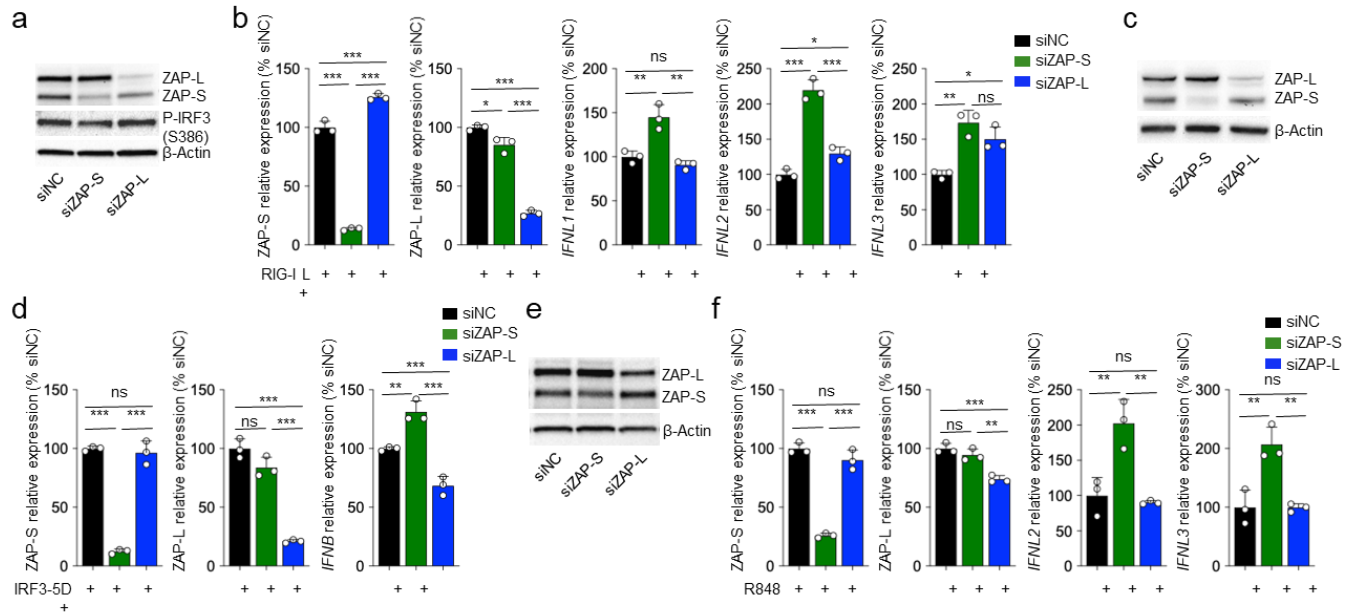 a
ZAP-L
ZAP-S
P-IRF3
(S386)
β-Actin
siNC
siZAP-S
siZAP-L
b
ZAP-S relative expression (% siNC)
150
100
50
0
***
***
***
ZAP-L relative expression (% siNC)
150
100
50
0
***
*
***
IFNL1 relative expression (% siNC)
200
150
100
50
0
ns
**
**
IFNL2 relative expression (% siNC)
250
200
150
100
50
0
*
***
***
IFNL3 relative expression (% siNC)
250
200
150
100
50
0
*
**
ns
siNC
siZAP-S
siZAP-L
RIG-I L + + + + + + + + + + + + + +
+
c
ZAP-L
ZAP-S
β-Actin
siNC
siZAP-S
siZAP-L
d
ZAP-S relative expression (% siNC)
150
100
50
0
ns
***
***
ZAP-L relative expression (% siNC)
150
100
50
0
***
ns
***
IFNB relative expression (% siNC)
150
100
50
0
***
**
***
siNC
siZAP-S
siZAP-L
IRF3-5D + + + + + + + +
+
e
ZAP-L
ZAP-S
β-Actin
siNC
siZAP-S
siZAP-L
f
ZAP-S relative expression (% siNC)
150
100
50
0
ns
***
***
ZAP-L relative expression (% siNC)
150
100
50
0
***
ns
**
IFNL2 relative expression (% siNC)
250
200
150
100
50
0
ns
**
**
IFNL3 relative expression (% siNC)
300
200
100
0
ns
**
**
siNC
siZAP-S
siZAP-L
R848 + + + + + + + + + + + +